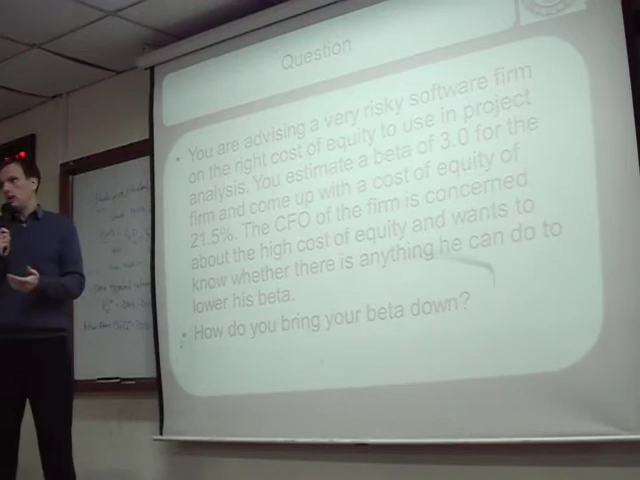 Question
• You are advising a very risky software firm
on the right cost of equity to use in project
analysis. You estimate a beta of 3.0 for the
firm and come up with a cost of equity of
21.5%. The CFO of the firm is concerned
about the high cost of equity and wants to
know whether there is anything he can do to
lower his beta.
• How do you bring your beta down?